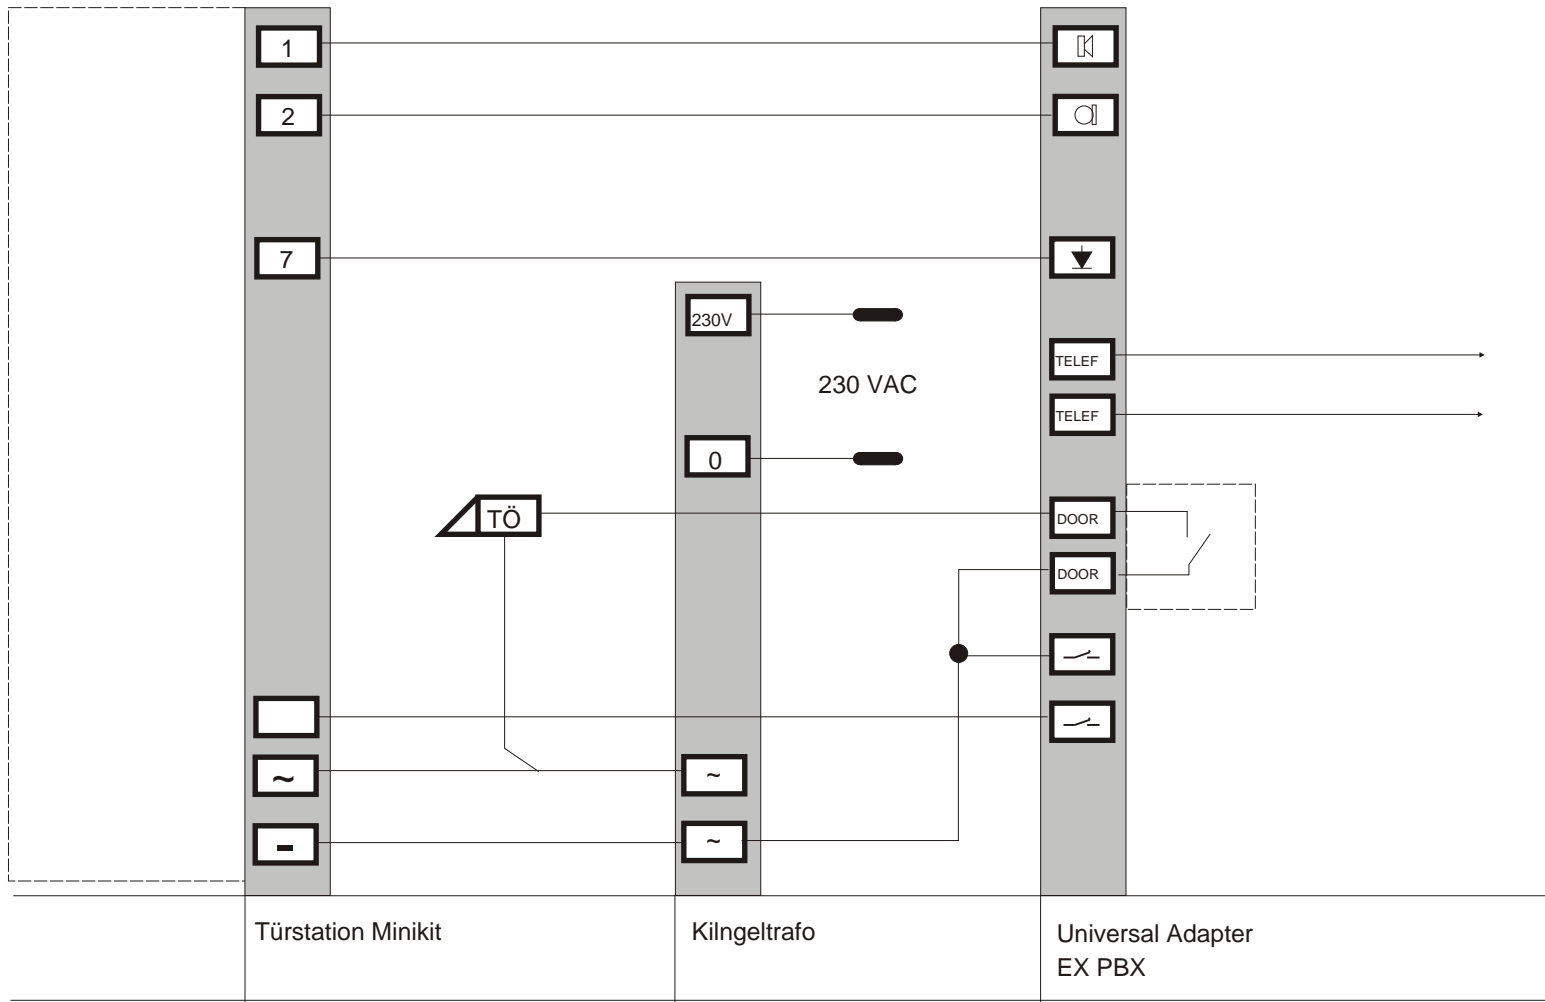 1
2
7
~
-
TÖ
230V
0
~
~
230 VAC
TELEF
TELEF
DOOR
DOOR
Türstation Minikit
Kilngeltrafo
Universal Adapter
EX PBX